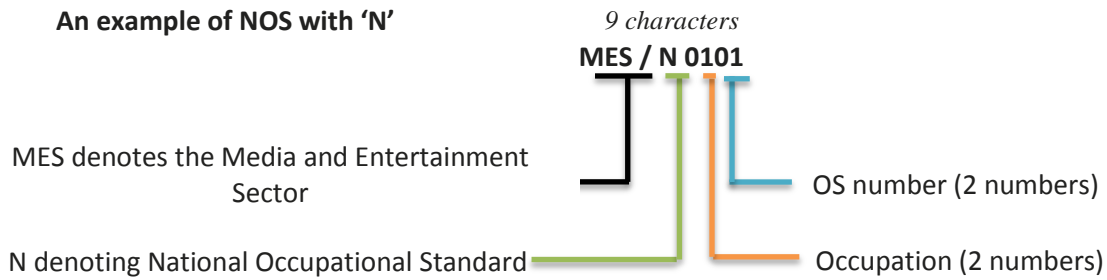 An example of NOS with ‘N’
9 characters
MES / N 0101
MES denotes the Media and Entertainment
Sector
OS number (2 numbers)
N denoting National Occupational Standard
Occupation (2 numbers)